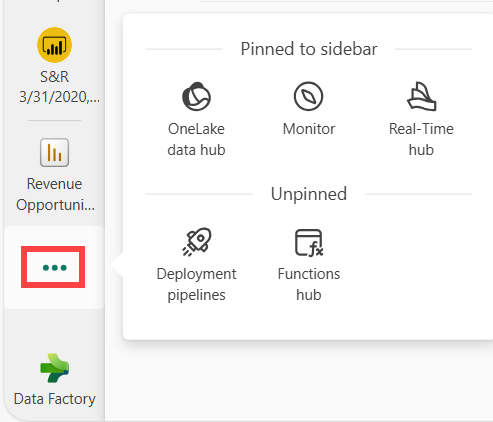 S&R
3/31/2020,...
Revenue
Opportuni...
Pinned to sidebar
OneLake
data hub
Monitor
Real-Time
hub
Unpinned
Deployment
pipelines
Functions
hub
Data Factory